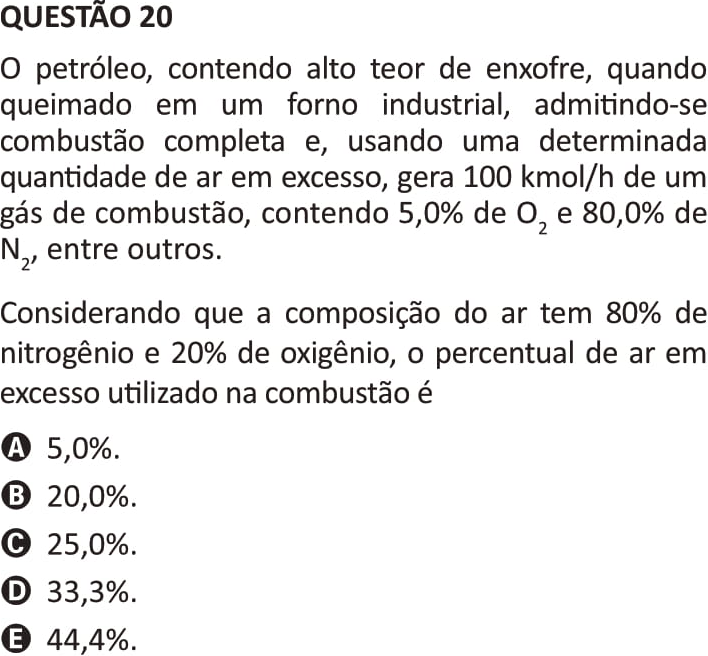 QUESTÃO 20
O petróleo, contendo alto teor de enxofre, quando
queimado em um forno industrial, admitindo-se
combustão completa e, usando uma determinada
quantidade de ar em excesso, gera 100 kmol/h de um
gás de combustão, contendo 5,0% de O₂ e 80,0% de
N₂, entre outros.
Considerando que a composição do ar tem 80% de
nitrogênio e 20% de oxigênio, o percentual de ar em
excesso utilizado na combustão é
A 5,0%.
B 20,0%.
C 25,0%.
D 33,3%.
E 44,4%.